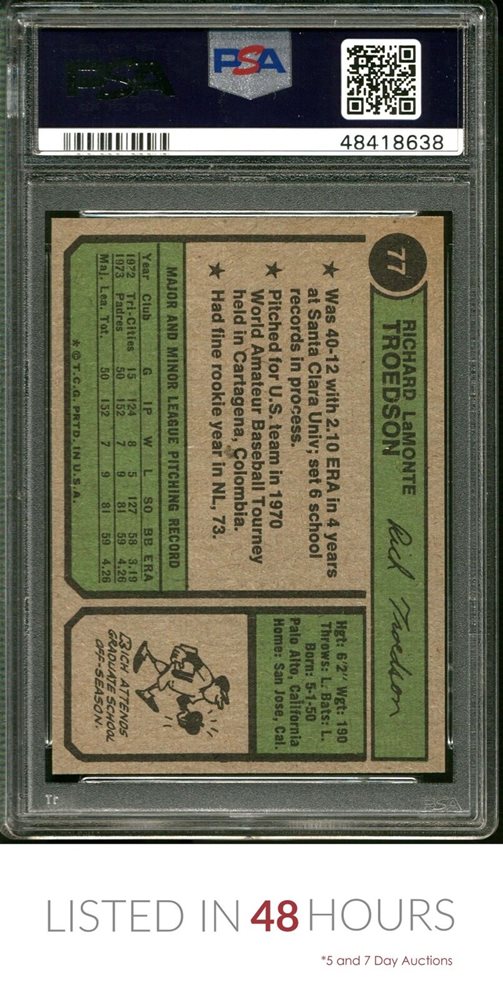 PSA
PSA
48418638
77
RICHARD LaMONTE
TROEDSON
Rich Troedson
★ Was 40-12 with 2.10 ERA in 4 years
at Santa Clara Univ; set 6 school
records in process.
★ Pitched for U.S. team in 1970
World Amateur Baseball Tourney
held in Cartagena, Colombia.
★ Had fine rookie year in NL, 73.
MAJOR AND MINOR LEAGUE PITCHING RECORD
Year Club G IP W L SO BB ERA
1972 Tri-Cities 15 124 8 5 127 58 3.19
1973 Padres 50 152 7 9 81 59 4.26
Maj. Lea. Tot. 50 152 7 9 81 59 4.26
* © T.C.G. PRTD. IN U.S.A.
Hgt: 6'2" Wgt: 190
Throws: L. Bats: L.
Born: 5-1-50
Palo Alto, California
Home: San Jose, Cal.
RICH ATTENDS
GRADUATE SCHOOL
OFF-SEASON.
PSA
LISTED IN 48 HOURS
*5 and 7 Day Auctions